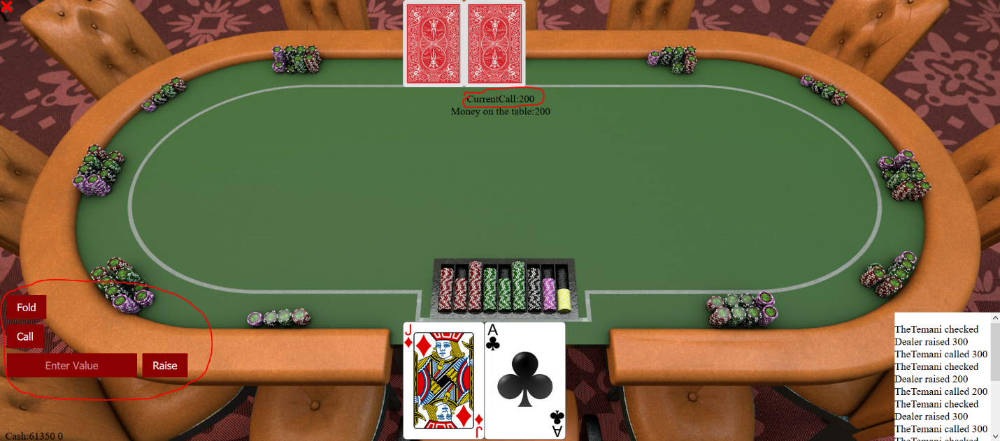 CurrentCall:200
Money on the table:200
Fold
Call
Enter Value
Raise
J
A
J
A
Cash:61350 0
TheTemani checked
Dealer raised 300
TheTemani called 300
TheTemani checked
Dealer raised 200
TheTemani called 200
TheTemani checked
Dealer raised 300
TheTemani called 300
TheTemani checked